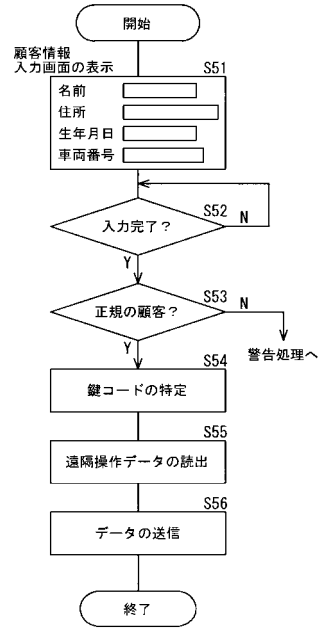 開始
顧客情報
入力画面の表示
S51
名前
住所
生年月日
車両番号
S52
入力完了？
N
Y
S53
正規の顧客？
N
Y
警告処理へ
S54
鍵コードの特定
S55
遠隔操作データの読出
S56
データの送信
終了